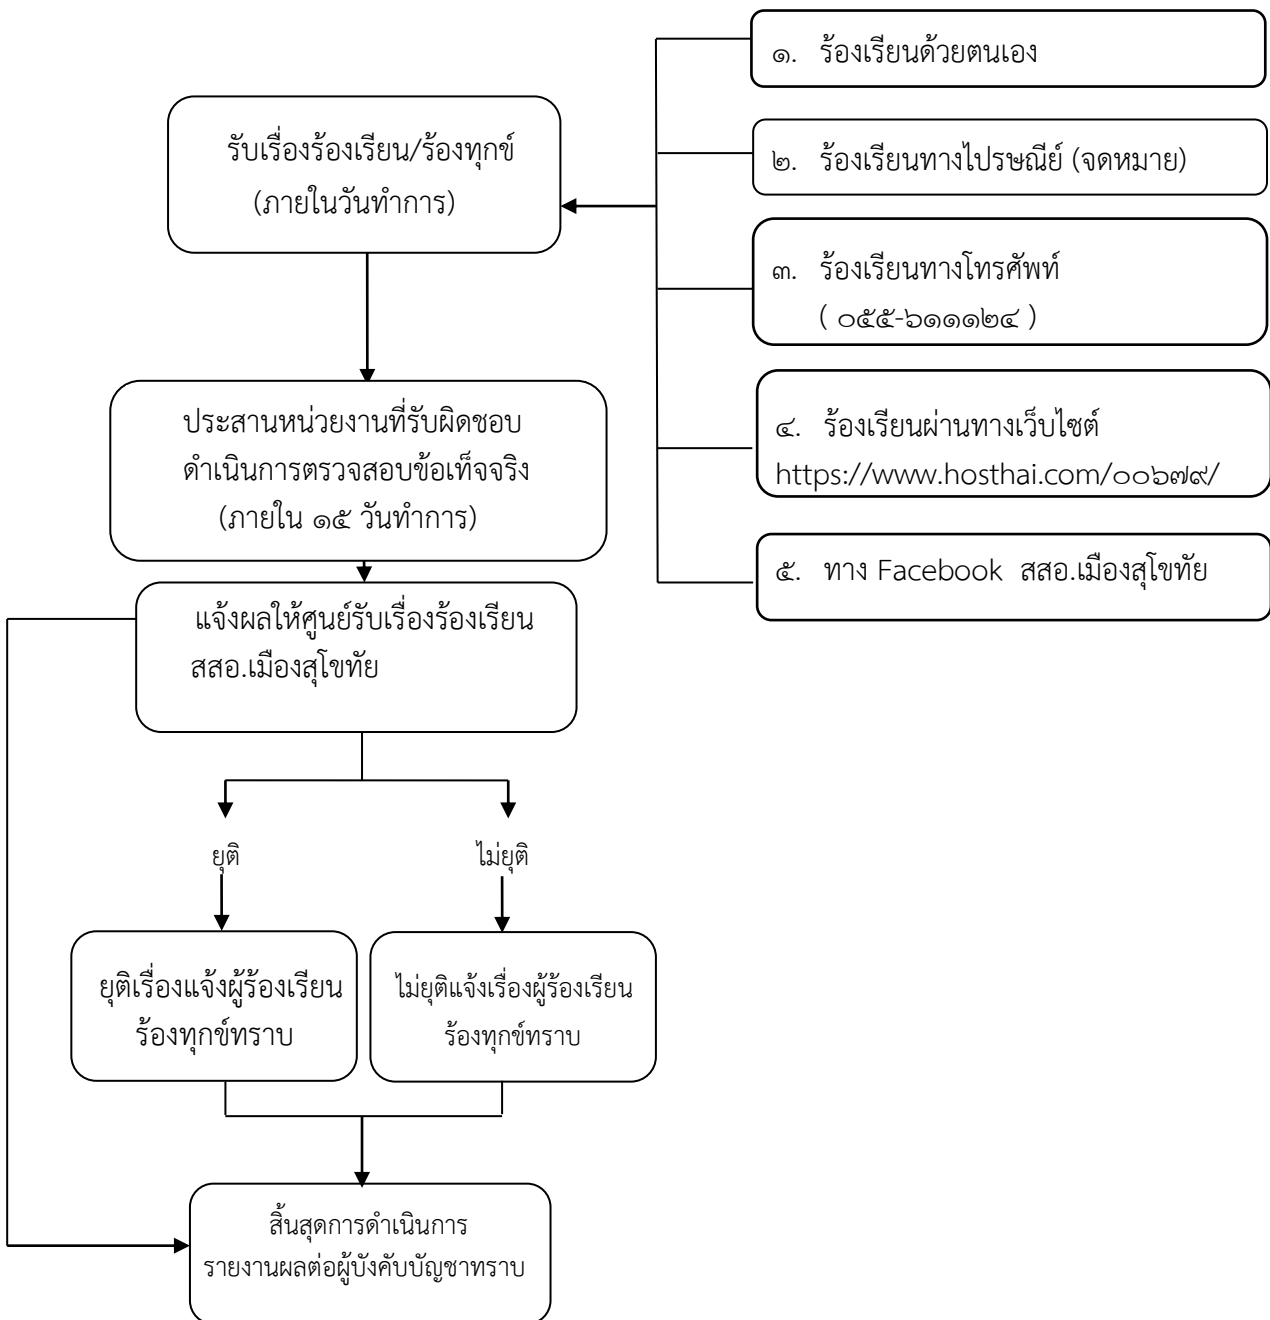 ๑. ร้องเรียนด้วยตนเอง
รับเรื่องร้องเรียน/ร้องทุกข์
(ภายในวันทำการ)
๒. ร้องเรียนทางไปรษณีย์ (จดหมาย)
๓. ร้องเรียนทางโทรศัพท์
( ๐๕๕-๖๑๑๑๒๔ )
๔. ร้องเรียนผ่านทางเว็บไซต์
https://www.hosthai.com/๐๐๖๗๙/
๕. ทาง Facebook สสอ.เมืองสุโขทัย
ประสานหน่วยงานที่รับผิดชอบ
ดำเนินการตรวจสอบข้อเท็จจริง
(ภายใน ๑๕ วันทำการ)
แจ้งผลให้ศูนย์รับเรื่องร้องเรียน
สสอ.เมืองสุโขทัย
ยุติ
ไม่ยุติ
ยุติเรื่องแจ้งผู้ร้องเรียน
ร้องทุกข์ทราบ
ไม่ยุติแจ้งเรื่องผู้ร้องเรียน
ร้องทุกข์ทราบ
สิ้นสุดการดำเนินการ
รายงานผลต่อผู้บังคับบัญชาทราบ